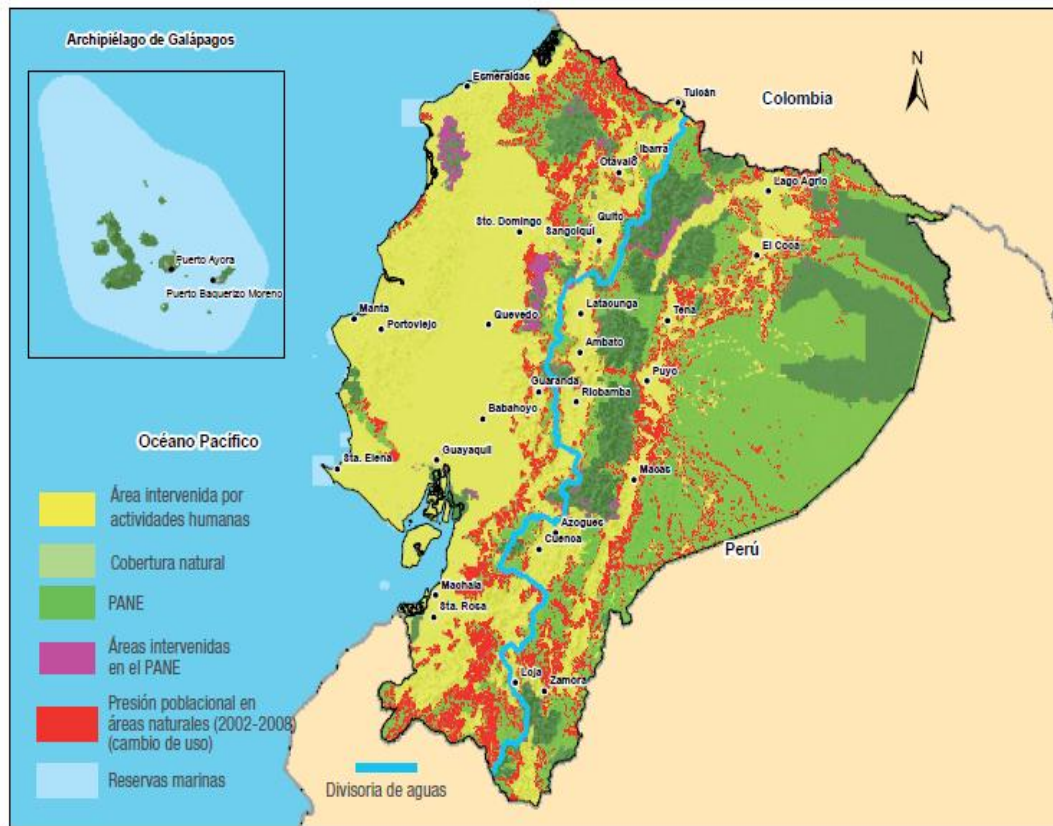 Archipiélago de Galápagos
Puerto Ayora
Puerto Baquerizo Moreno
N
Colombia
Esmeraldas
Tulcán
Ibarra
Otavalo
Lago Agrio
Quito
Sto. Domingo
Sangolquí
El Coca
Manta
Portoviejo
Quevedo
Latacunga
Tena
Ambato
Guaranda
Puyo
Riobamba
Babahoyo
Océano Pacífico
Guayaquil
Sta. Elena
Macas
Azogues
Cuenca
Perú
Machala
Sta. Rosa
Loja
Zamora
Área intervenida por
actividades humanas
Cobertura natural
PANE
Áreas intervenidas
en el PANE
Presión poblacional en
áreas naturales (2002-2008)
(cambio de uso)
Reservas marinas
Divisoria de aguas